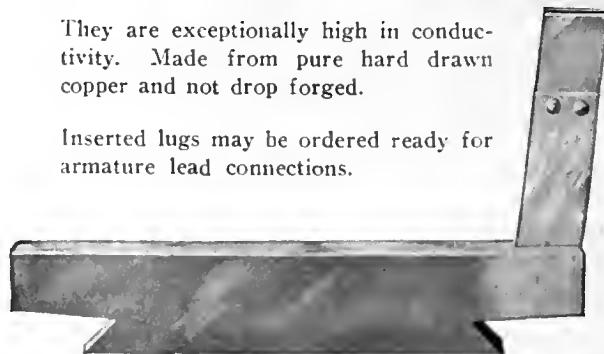 They are exceptionally high in conduc-
tivity. Made from pure hard drawn
copper and not drop forged.
Inserted lugs may be ordered ready for
armature lead connections.